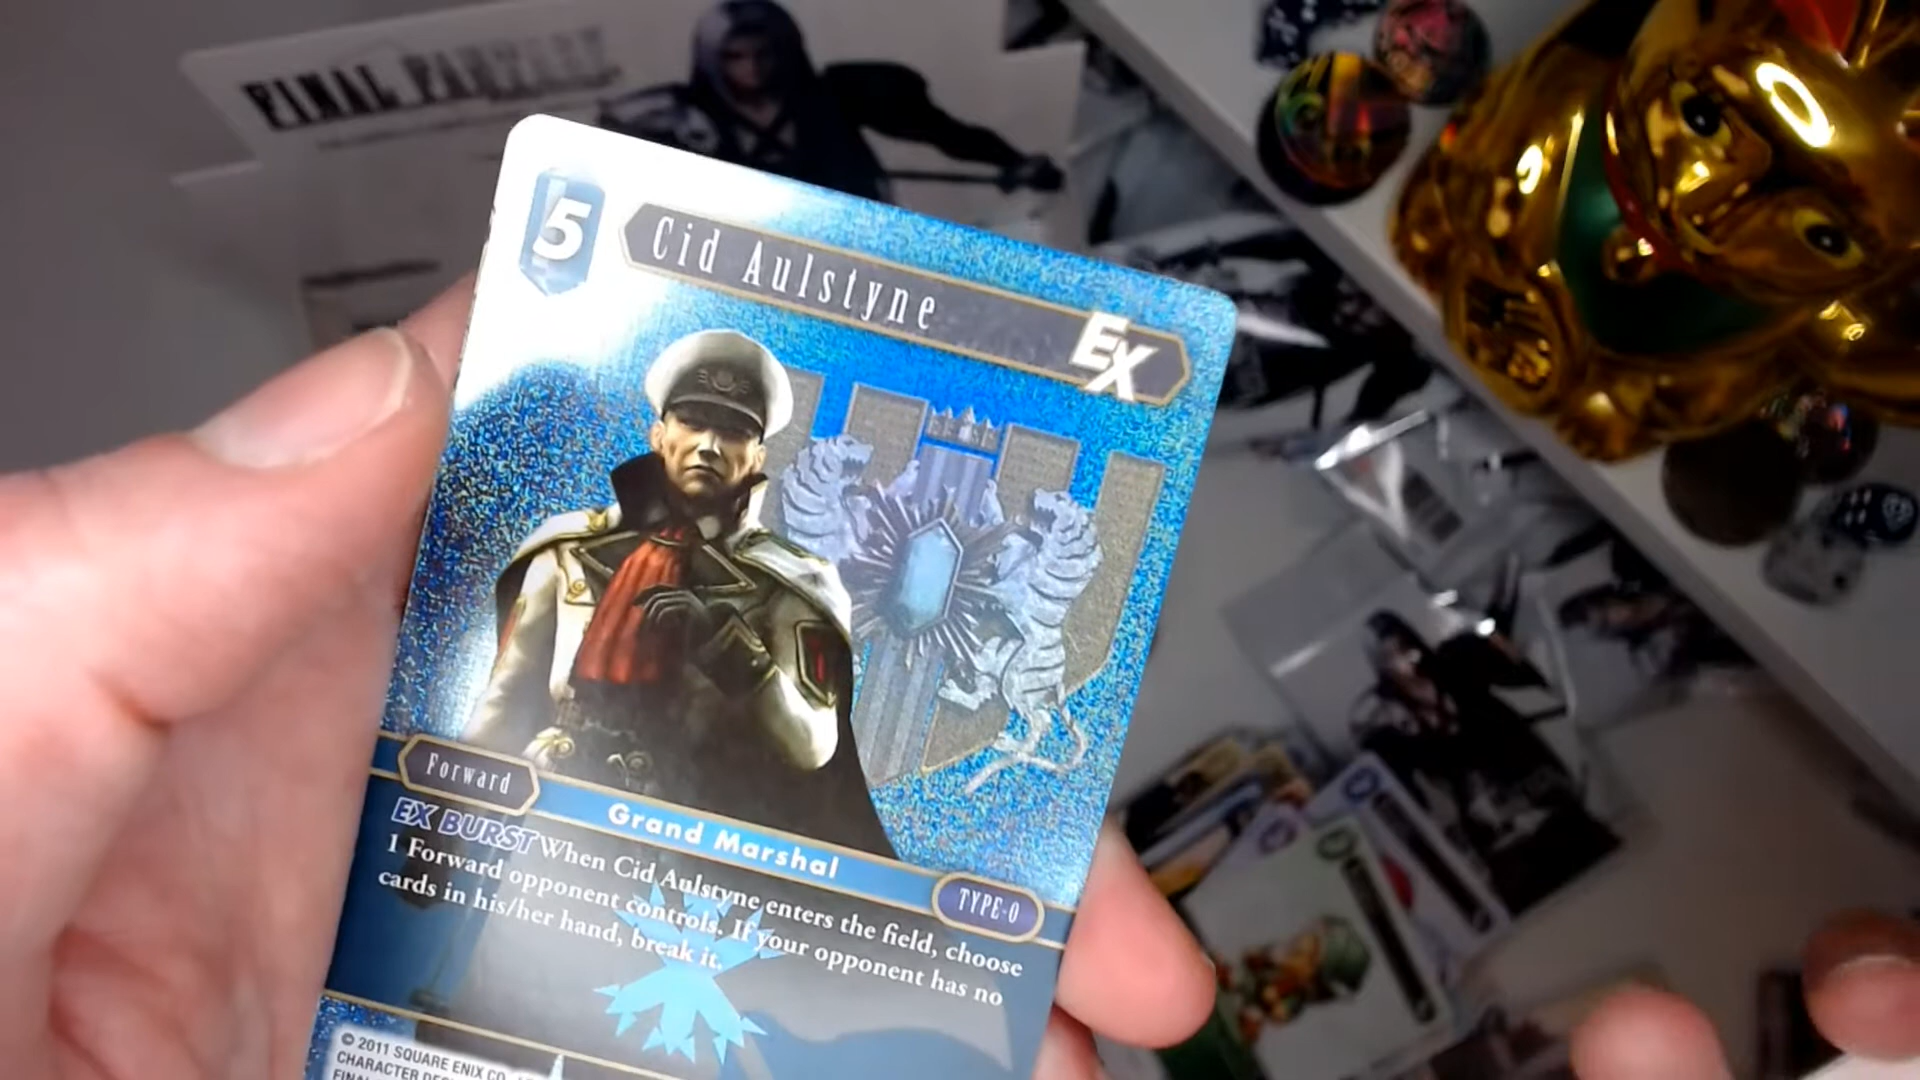 FINAL FANTASY
5
Cid Aulstyne
EX
Forward
Grand Marshal
TYPE-0
EX BURST When Cid Aulstyne enters the field, choose
1 Forward opponent controls. If your opponent has no
cards in his/her hand, break it.
© 2011 SQUARE ENIX CO.
CHARACTER DES
FINAL